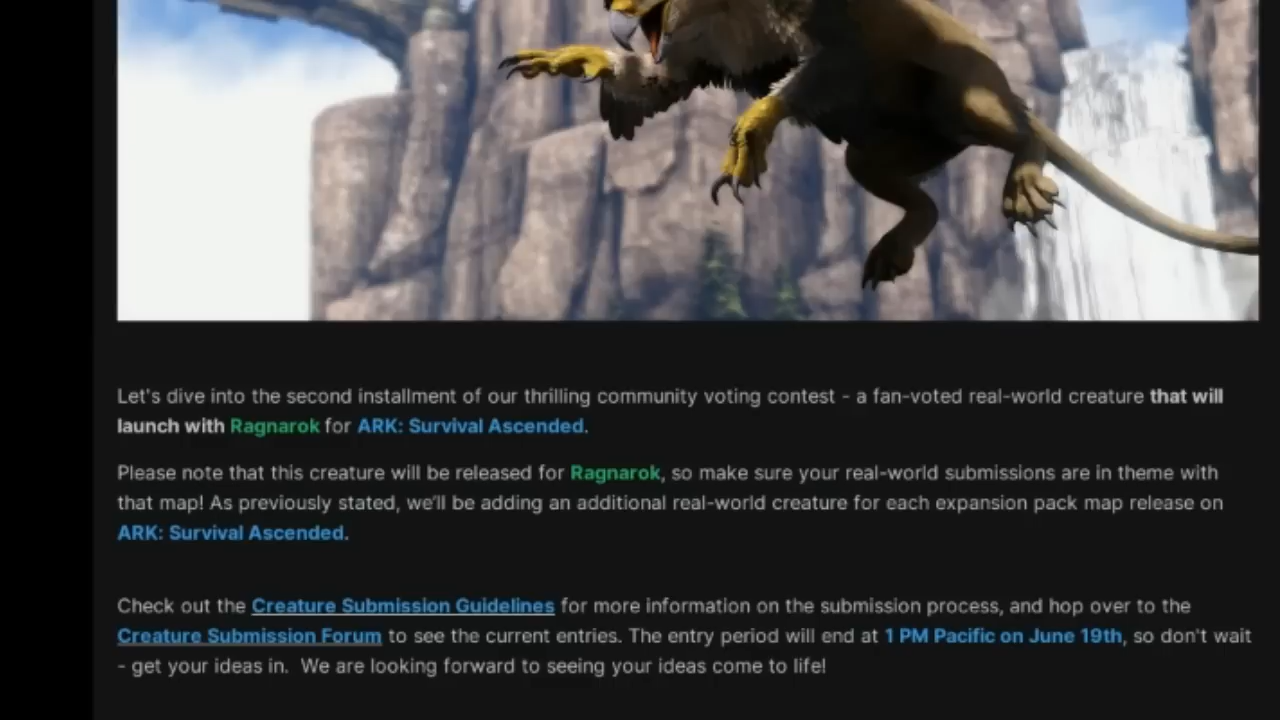 Let's dive into the second installment of our thrilling community voting contest - a fan-voted real-world creature that will
launch with Ragnarok for ARK: Survival Ascended.
Please note that this creature will be released for Ragnarok, so make sure your real-world submissions are in theme with
that map! As previously stated, we'll be adding an additional real-world creature for each expansion pack map release on
ARK: Survival Ascended.
Check out the Creature Submission Guidelines for more information on the submission process, and hop over to the
Creature Submission Forum to see the current entries. The entry period will end at 1 PM Pacific on June 19th, so don't wait
- get your ideas in.  We are looking forward to seeing your ideas come to life!